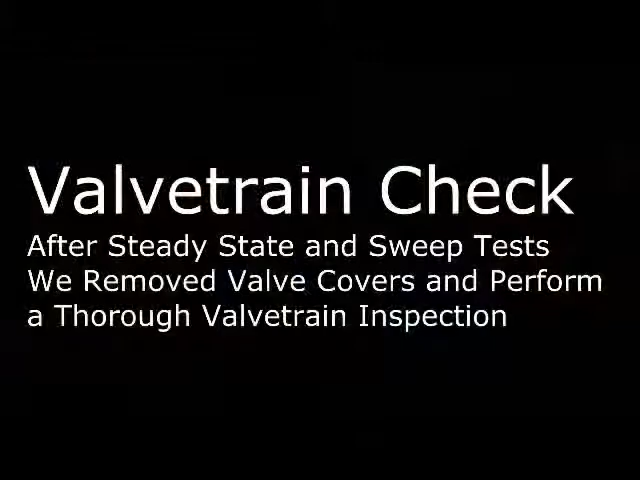 Valvetrain Check
After Steady State and Sweep Tests
We Removed Valve Covers and Perform
a Thorough Valvetrain Inspection